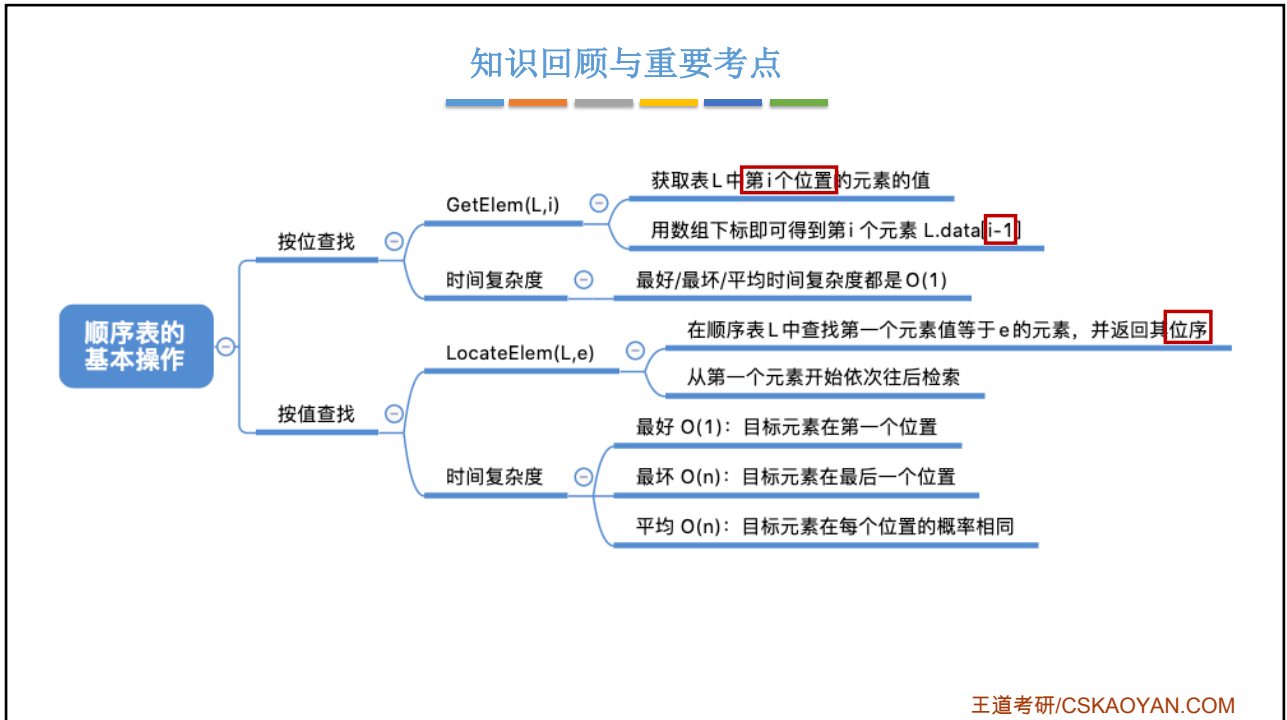 知识回顾与重要考点
顺序表的
基本操作
按位查找
GetElem(L,i)
获取表L中第i个位置的元素的值
用数组下标即可得到第i个元素 L.data[i-1]
时间复杂度
最好/最坏/平均时间复杂度都是O(1)
按值查找
LocateElem(L,e)
在顺序表L中查找第一个元素值等于e的元素，并返回其位序
从第一个元素开始依次往后检索
时间复杂度
最好 O(1)：目标元素在第一个位置
最坏 O(n)：目标元素在最后一个位置
平均 O(n)：目标元素在每个位置的概率相同
王道考研/CSKAOYAN.COM